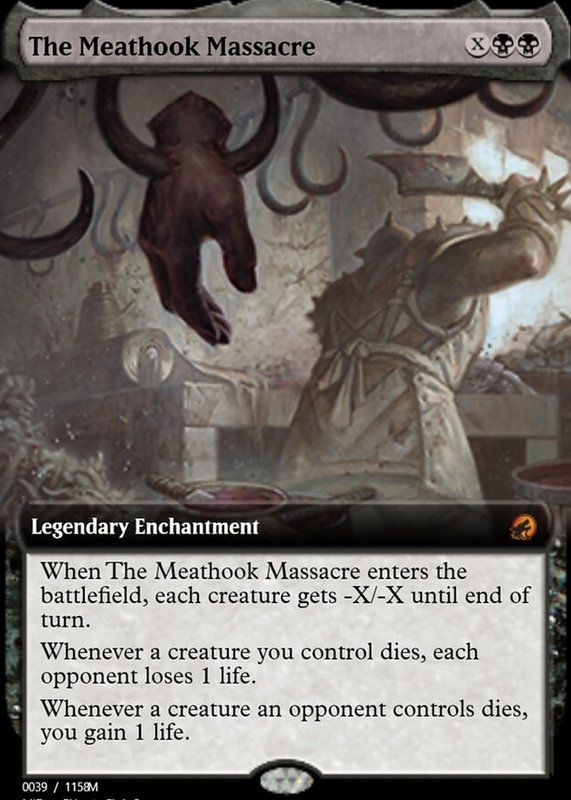 The Meathook Massacre X
Legendary Enchantment
When The Meathook Massacre enters the
battlefield, each creature gets -X/-X until end of
turn.
Whenever a creature you control dies, each
opponent loses 1 life.
Whenever a creature an opponent controls dies,
you gain 1 life.
0039 / 1158M